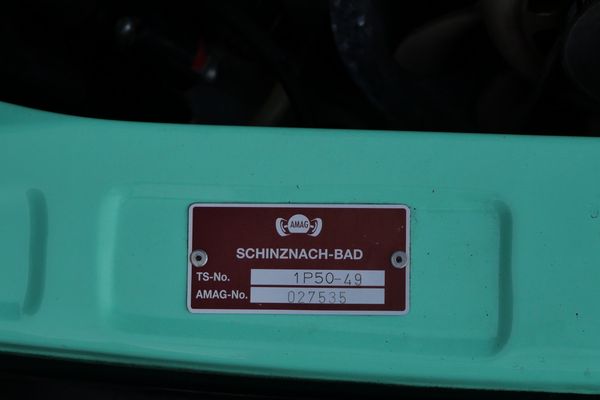 AMAG
SCHINZNACH-BAD
TS-No. 1P50-49
AMAG-No. 027535